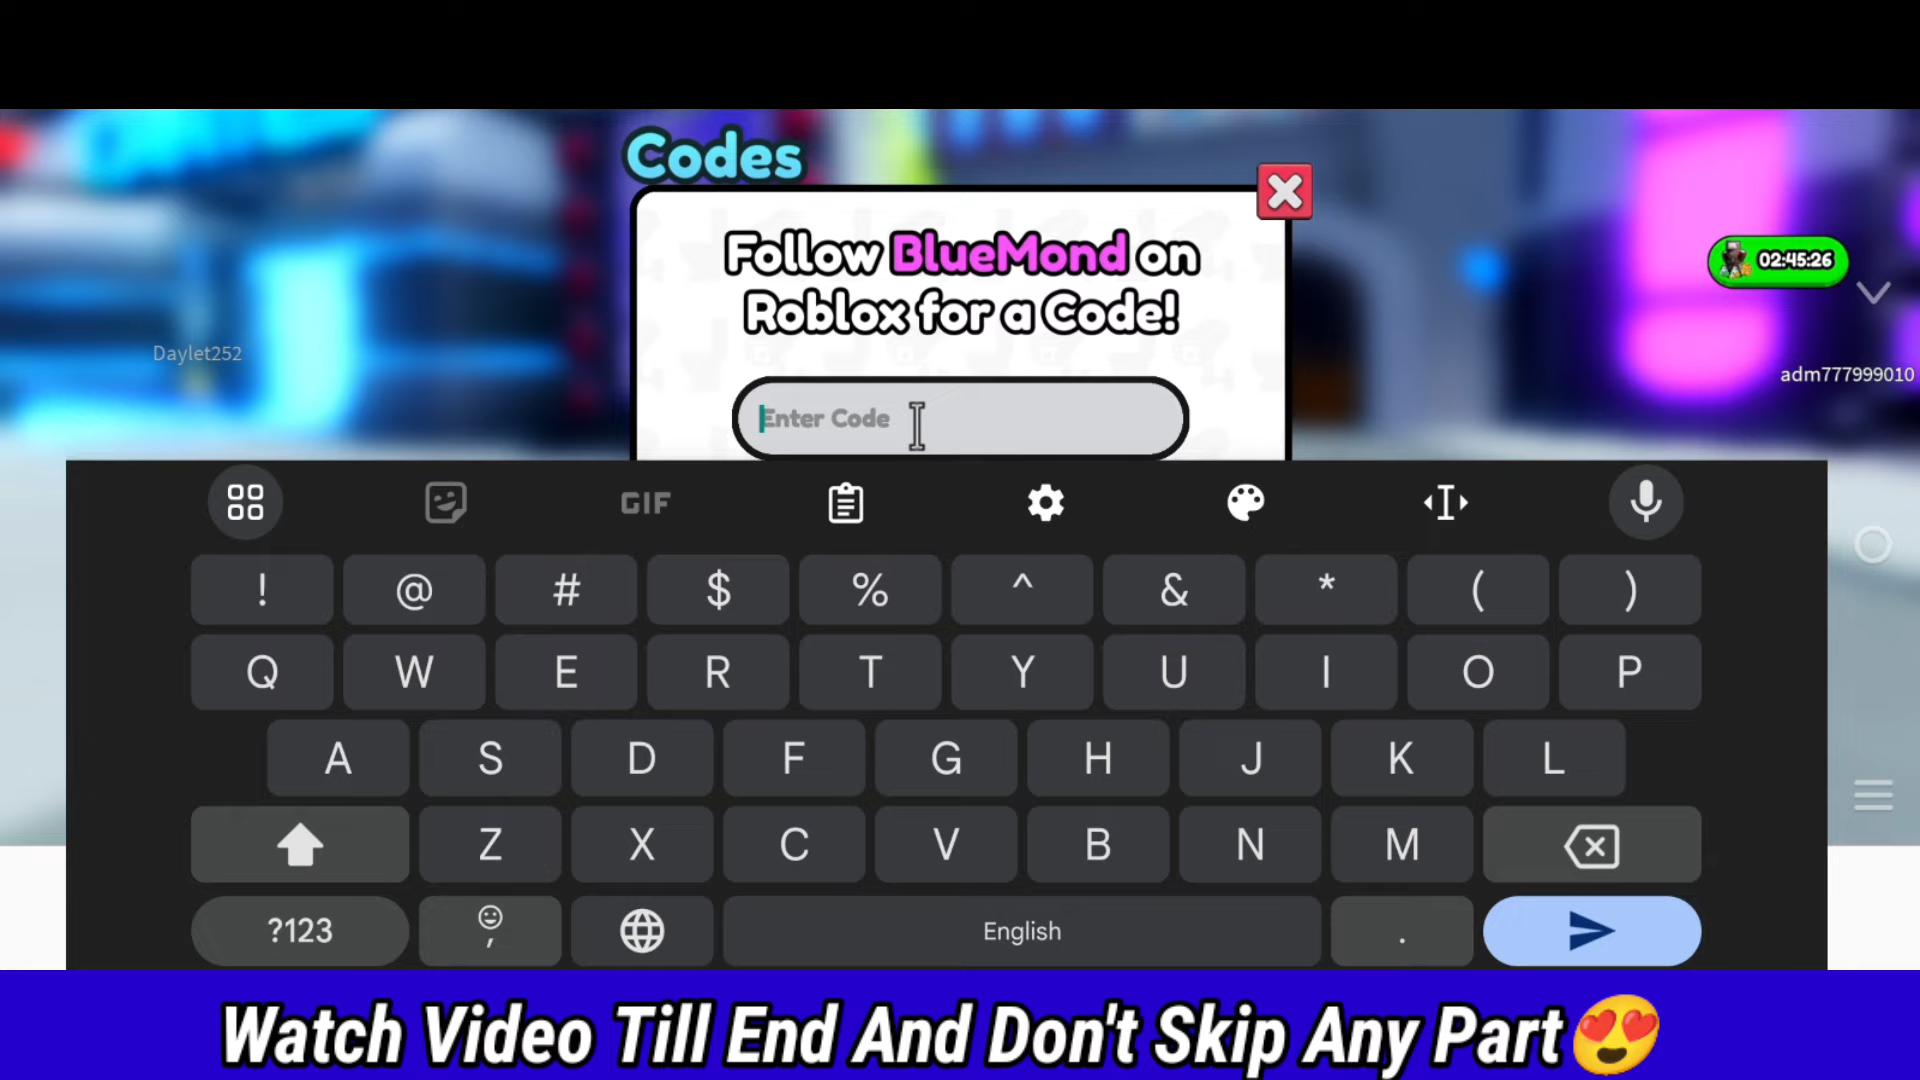 Codes
Follow BlueMond on
Roblox for a Code!
02:45:26
Daylet252
adm777999010
Enter Code
GIF
! @ # $ % ^ & * ( )
Q W E R T Y U I O P
A S D F G H J K L
Z X C V B N M
?123 , English .
Watch Video Till End And Don't Skip Any Part😍